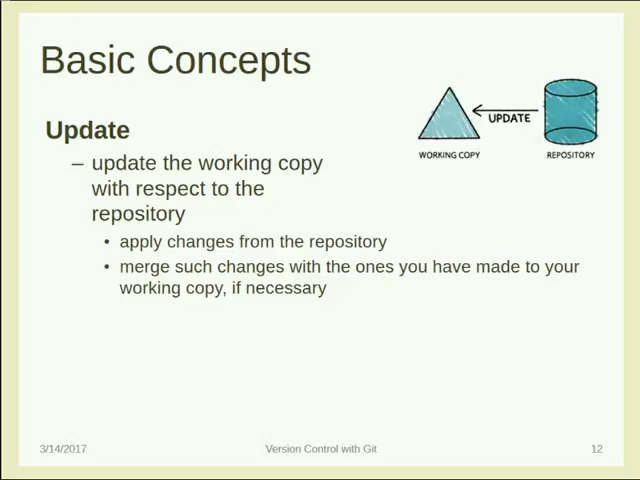 Basic Concepts
Update
– update the working copy
with respect to the
repository
• apply changes from the repository
• merge such changes with the ones you have made to your
working copy, if necessary
UPDATE
WORKING COPY
REPOSITORY
3/14/2017
Version Control with Git
12